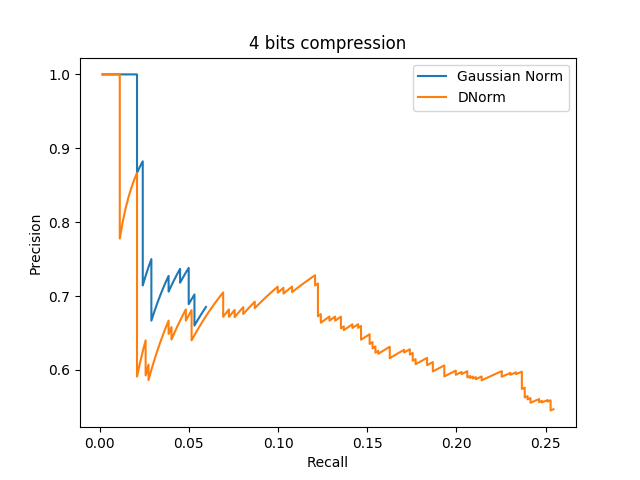 4 bits compression
Gaussian Norm
DNorm
Precision
1.0
0.9
0.8
0.7
0.6
0.00 0.05 0.10 0.15 0.20 0.25
Recall